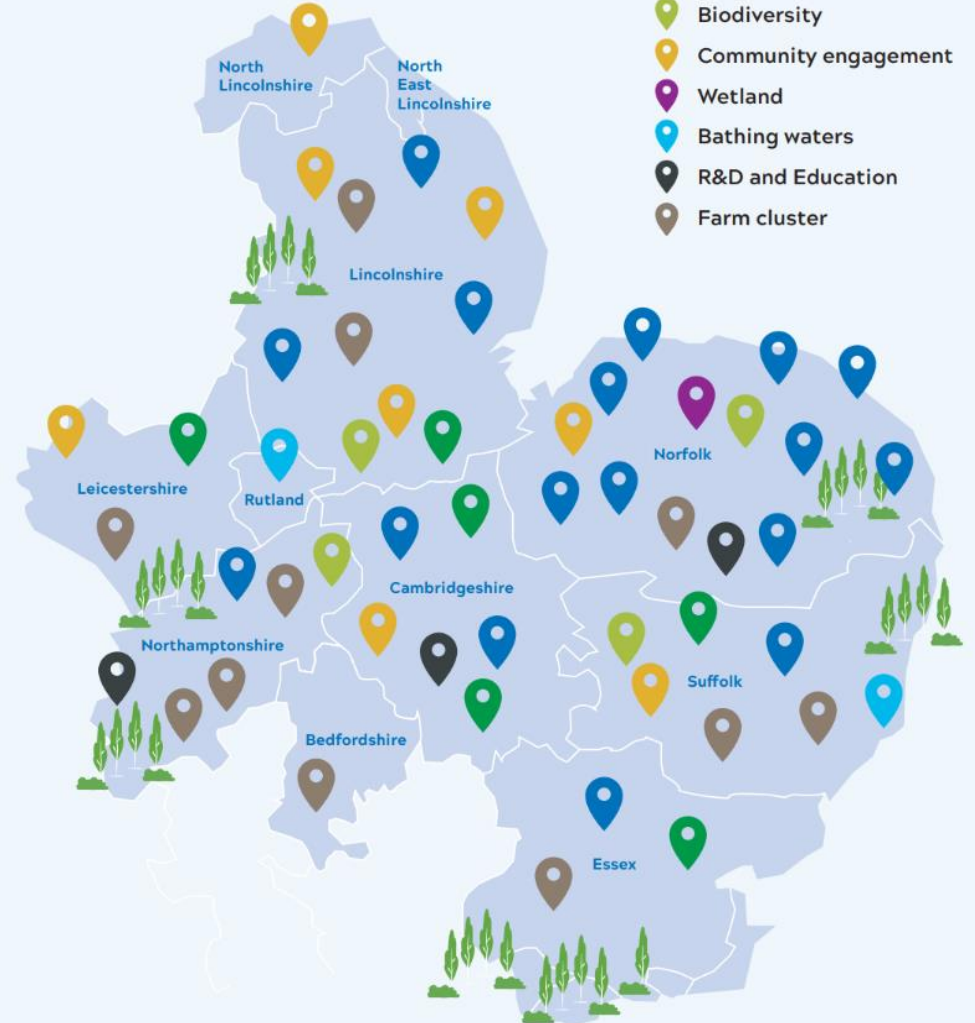 Biodiversity
Community engagement
Wetland
Bathing waters
R&D and Education
Farm cluster
North
Lincolnshire
North
East
Lincolnshire
Lincolnshire
Norfolk
Leicestershire
Rutland
Cambridgeshire
Northamptonshire
Suffolk
Bedfordshire
Essex